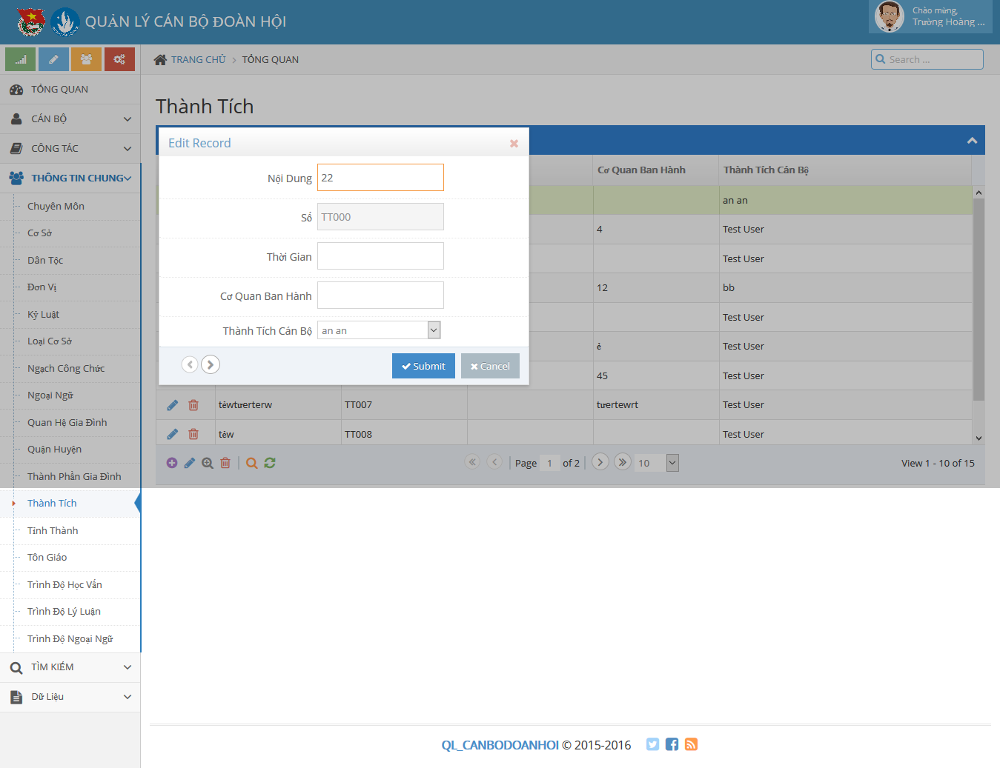 QUẢN LÝ CÁN BỘ ĐOÀN HỘI
Chào mừng,
Trường Hoàng ...
TRANG CHỦ > TỔNG QUAN
Search ...
TỔNG QUAN
CÁN BỘ
CÔNG TÁC
THÔNG TIN CHUNG
Chuyên Môn
Cơ Sở
Dân Tộc
Đơn Vị
Kỷ Luật
Loại Cơ Sở
Ngạch Công Chức
Ngoại Ngữ
Quan Hệ Gia Đình
Quận Huyện
Thành Phần Gia Đình
Thành Tích
Tỉnh Thành
Tôn Giáo
Trình Độ Học Vấn
Trình Độ Lý Luận
Trình Độ Ngoại Ngữ
TÌM KIẾM
Dữ Liệu
Thành Tích
Edit Record
Nội Dung 22
Số TT000
Thời Gian
Cơ Quan Ban Hành
Thành Tích Cán Bộ an an
Submit Cancel
Cơ Quan Ban Hành Thành Tích Cán Bộ
an an
4 Test User
Test User
12 bb
Test User
ẻ Test User
45 Test User
tẻwtưerterw TT007 tưertewrt Test User
tẻw TT008 Test User
Page 1 of 2 10 View 1 - 10 of 15
QL_CANBODOANHOI © 2015-2016